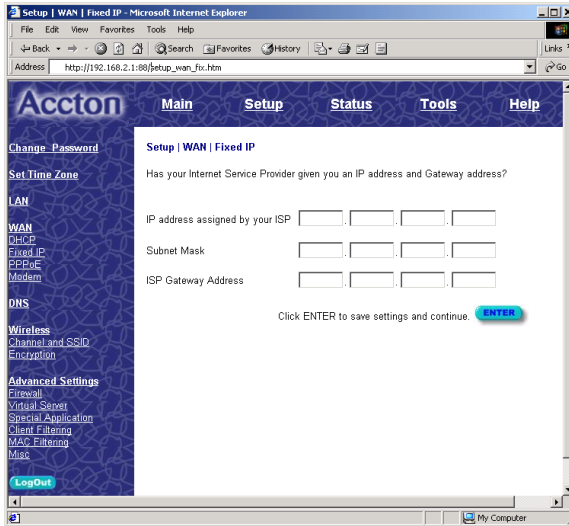 Setup | WAN | Fixed IP - Microsoft Internet Explorer
File Edit View Favorites Tools Help
Back Search Favorites History Links
Address http://192.168.2.1:88/setup_wan_fix.htm Go
Accton Main Setup Status Tools Help
Change Password
Set Time Zone
LAN
WAN
DHCP
Fixed IP
PPPoE
Modem
DNS
Wireless
Channel and SSID
Encryption
Advanced Settings
Firewall
Virtual Server
Special Application
Client Filtering
MAC Filtering
Misc
LogOut
Setup | WAN | Fixed IP
Has your Internet Service Provider given you an IP address and Gateway address?
IP address assigned by your ISP . . .
Subnet Mask . . .
ISP Gateway Address . . .
Click ENTER to save settings and continue. ENTER
My Computer